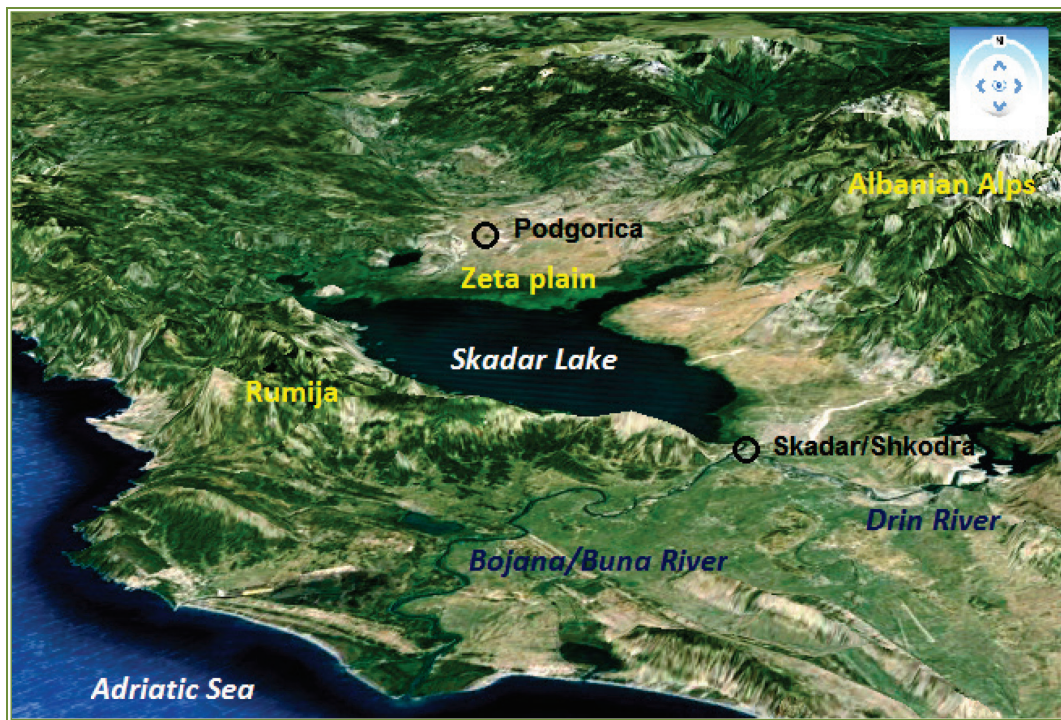 N
Albanian Alps
Podgorica
Zeta plain
Skadar Lake
Rumija
Skadar/Shkodra
Drin River
Bojana/Buna River
Adriatic Sea